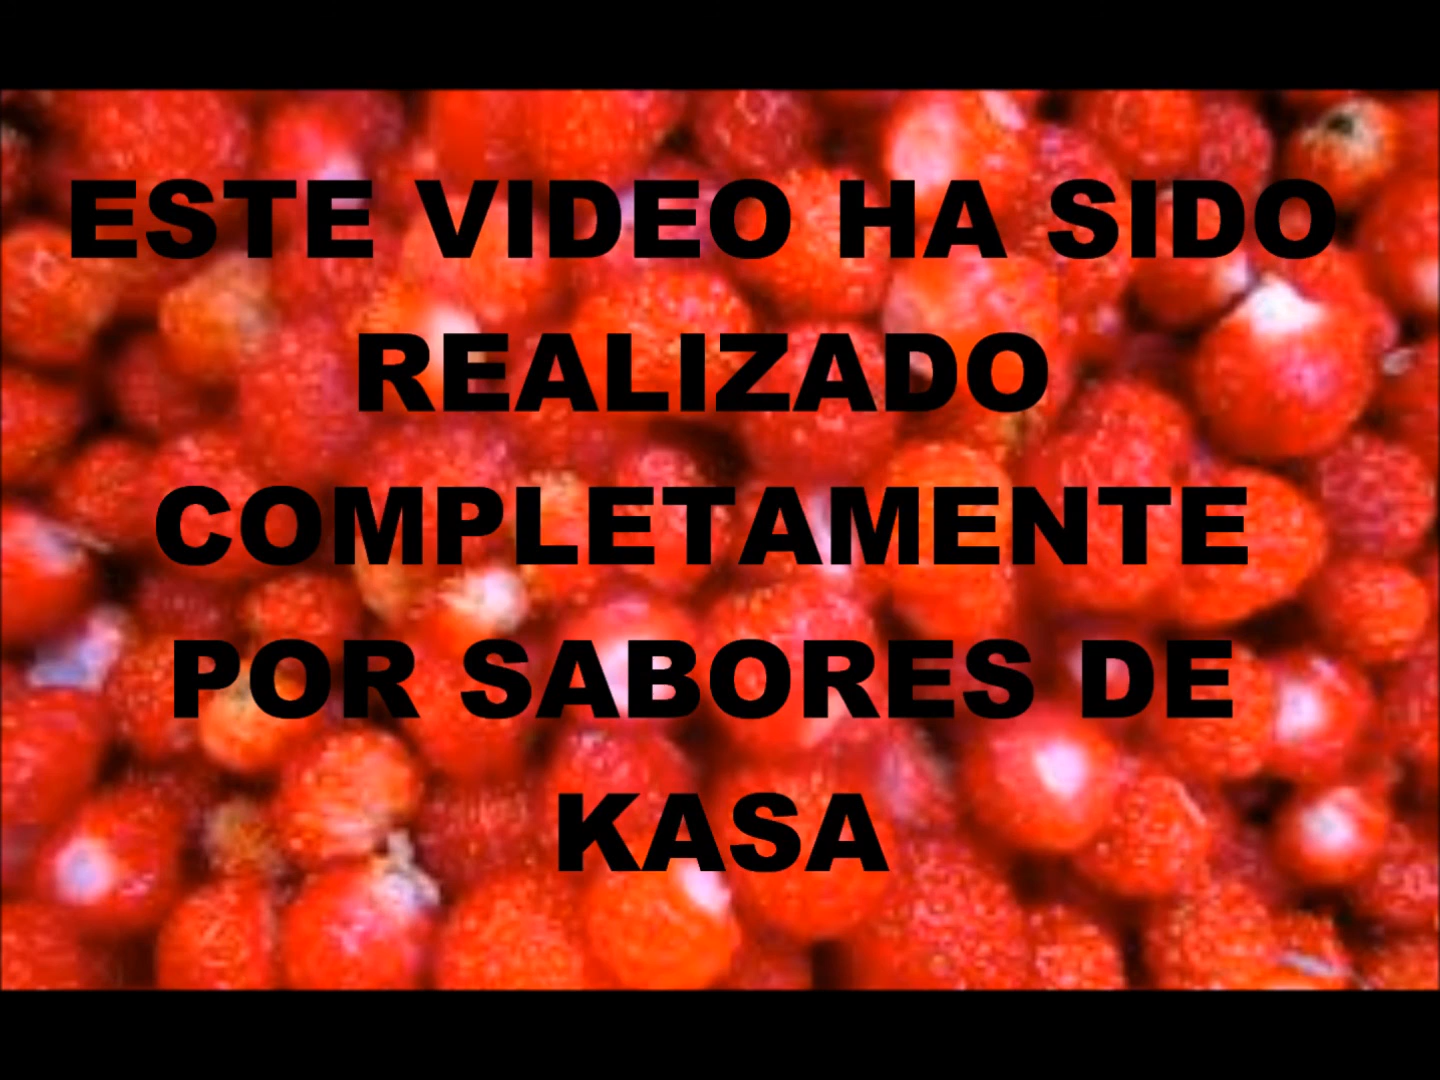 ESTE VIDEO HA SIDO
REALIZADO
COMPLETAMENTE
POR SABORES DE
KASA